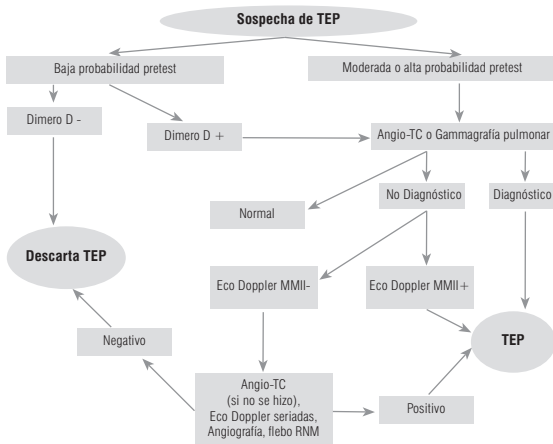 Sospecha de TEP
Baja probabilidad pretest
Moderada o alta probabilidad pretest
Dimero D -
Dimero D +
Angio-TC o Gammagrafía pulmonar
No Diagnóstico
Diagnóstico
Normal
Descarta TEP
Eco Doppler MMII-
Eco Doppler MMII+
Negativo
TEP
Angio-TC
(si no se hizo),
Eco Doppler seriadas,
Angiografía, flebo RNM
Positivo